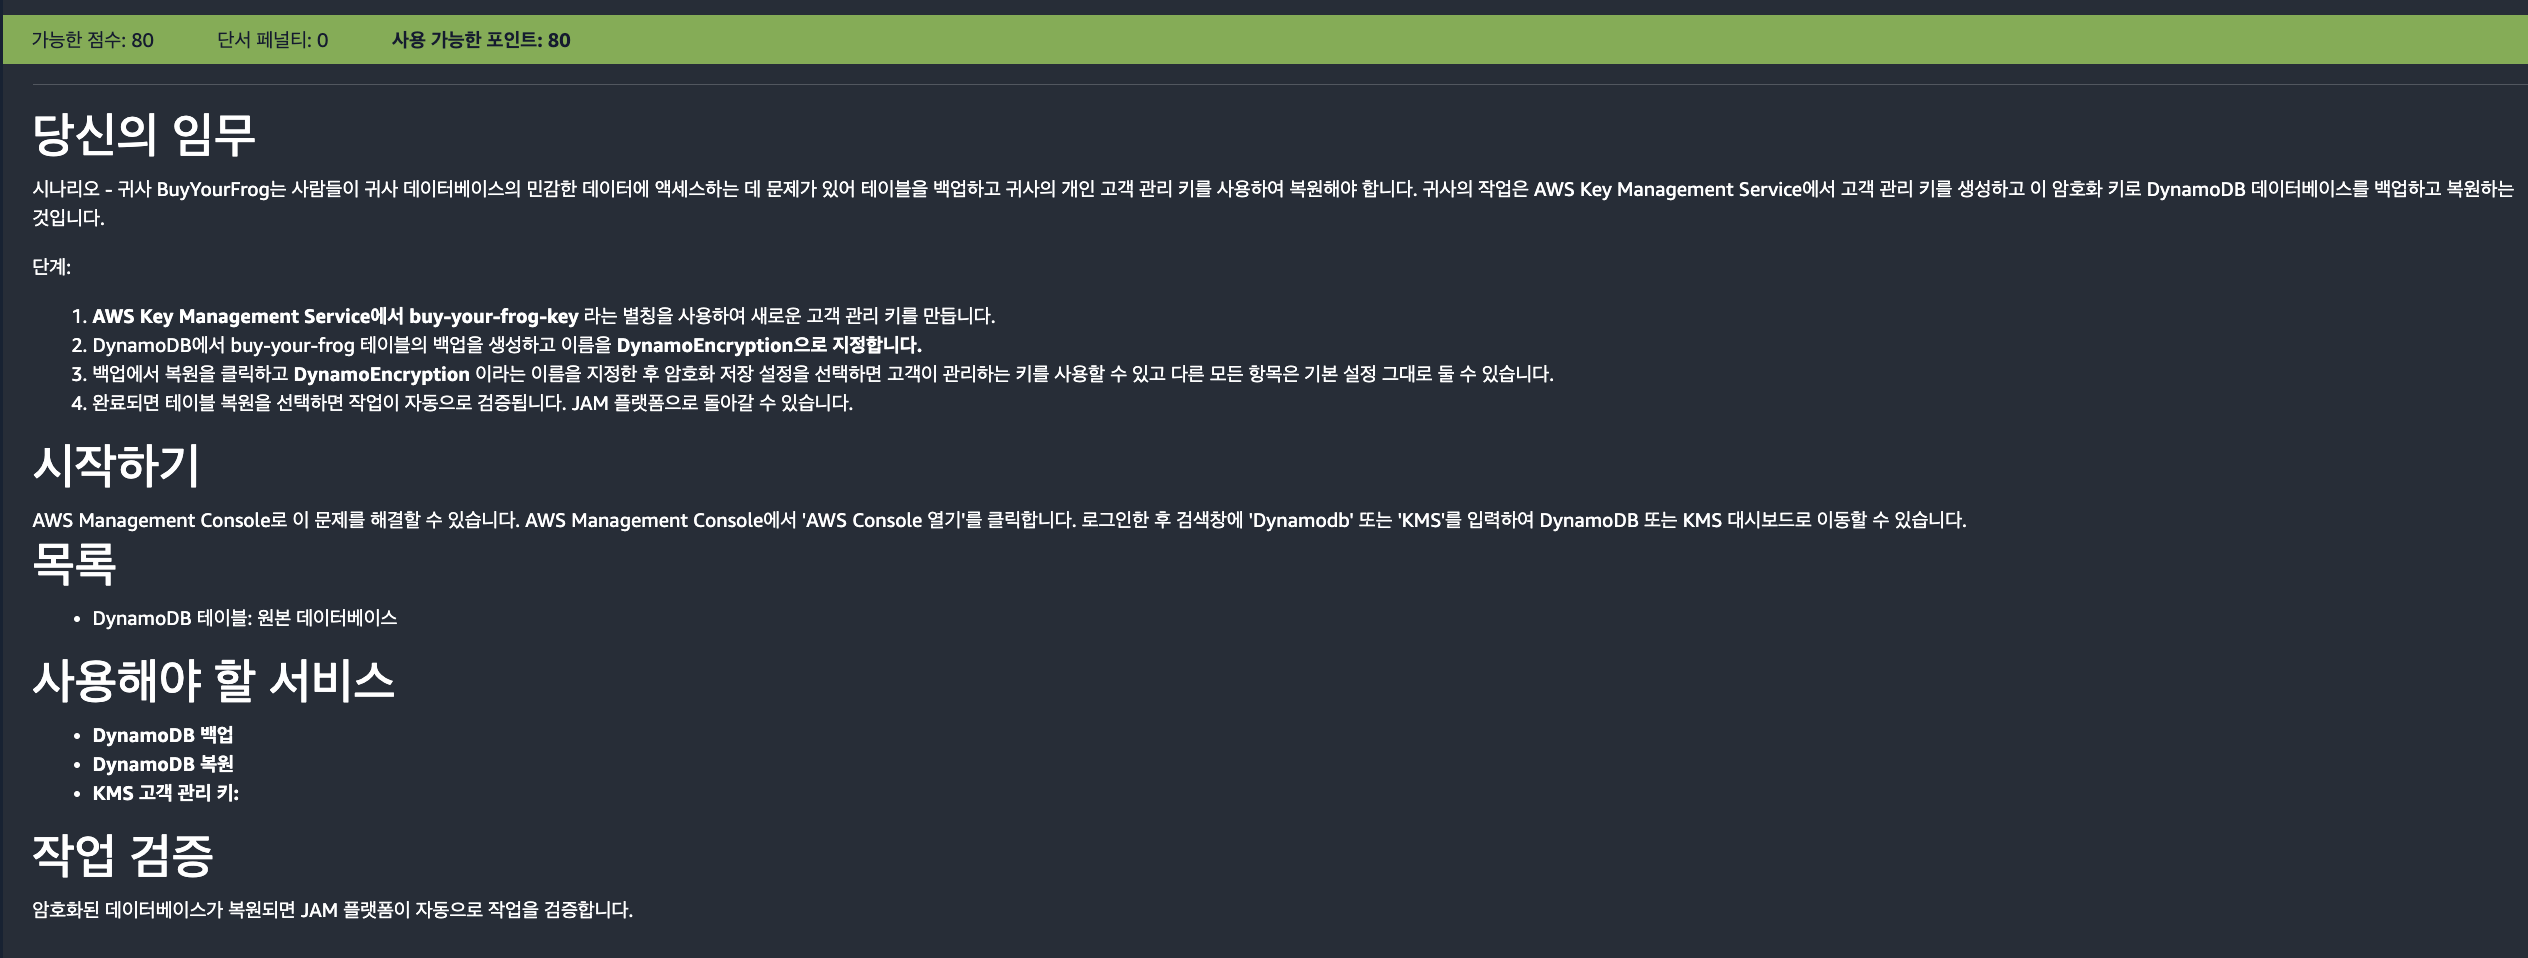 가능한 점수: 80 단서 페널티: 0 사용 가능한 포인트: 80
당신의 임무
시나리오 - 귀사 BuyYourFrog는 사람들이 귀사 데이터베이스의 민감한 데이터에 액세스하는 데 문제가 있어 테이블을 백업하고 귀사의 개인 고객 관리 키를 사용하여 복원해야 합니다. 귀사의 작업은 AWS Key Management Service에서 고객 관리 키를 생성하고 이 암호화 키로 DynamoDB 데이터베이스를 백업하고 복원하는
것입니다.
단계:
1. AWS Key Management Service에서 buy-your-frog-key 라는 별칭을 사용하여 새로운 고객 관리 키를 만듭니다.
2. DynamoDB에서 buy-your-frog 테이블의 백업을 생성하고 이름을 DynamoEncryption으로 지정합니다.
3. 백업에서 복원을 클릭하고 DynamoEncryption 이라는 이름을 지정한 후 암호화 저장 설정을 선택하면 고객이 관리하는 키를 사용할 수 있고 다른 모든 항목은 기본 설정 그대로 둘 수 있습니다.
4. 완료되면 테이블 복원을 선택하면 작업이 자동으로 검증됩니다. JAM 플랫폼으로 돌아갈 수 있습니다.
시작하기
AWS Management Console로 이 문제를 해결할 수 있습니다. AWS Management Console에서 'AWS Console 열기'를 클릭합니다. 로그인한 후 검색창에 'Dynamodb' 또는 'KMS'를 입력하여 DynamoDB 또는 KMS 대시보드로 이동할 수 있습니다.
목록
• DynamoDB 테이블: 원본 데이터베이스
사용해야 할 서비스
• DynamoDB 백업
• DynamoDB 복원
• KMS 고객 관리 키:
작업 검증
암호화된 데이터베이스가 복원되면 JAM 플랫폼이 자동으로 작업을 검증합니다.